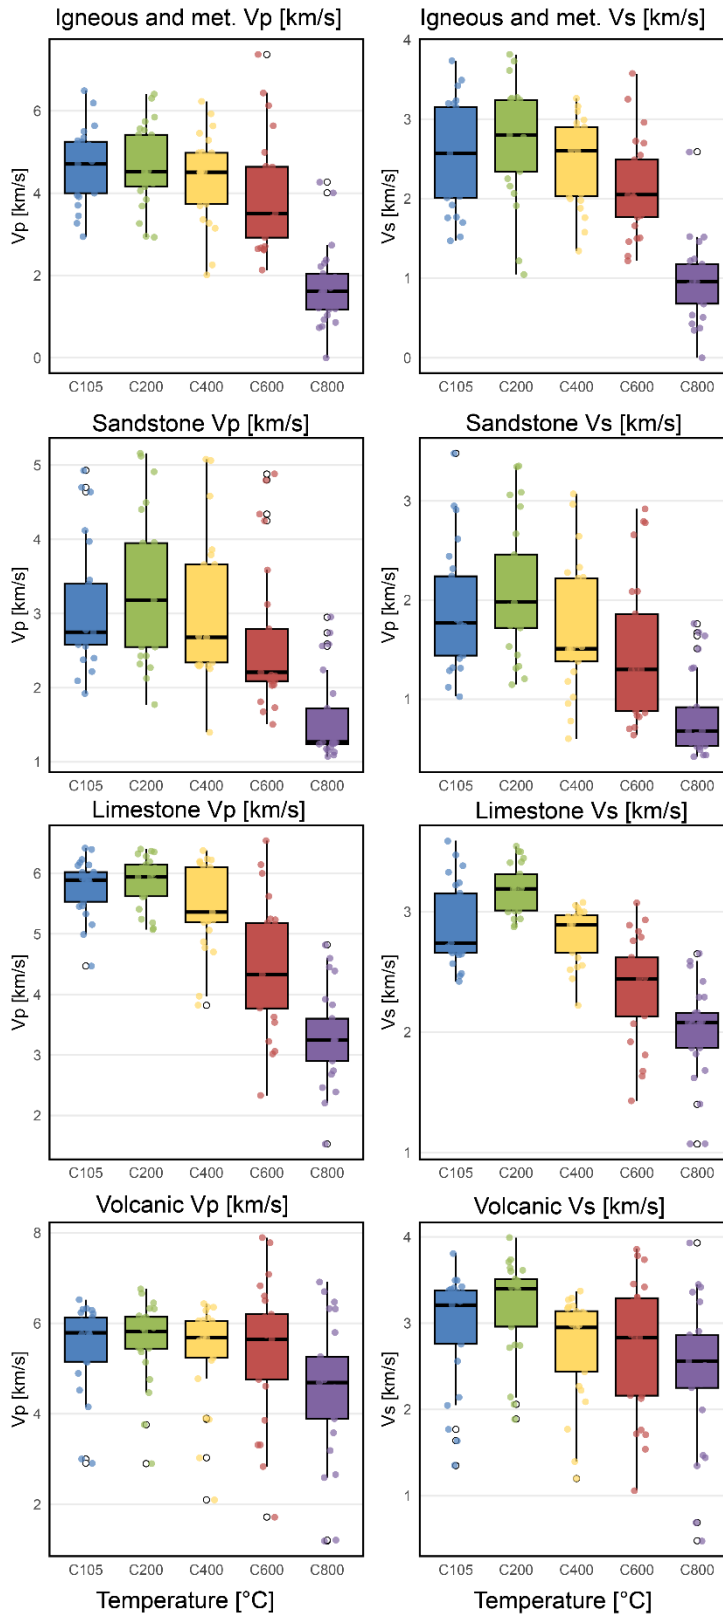 Igneous and met. Vp [km/s]
Igneous and met. Vs [km/s]
Vp [km/s]
6
4
2
0
C105 C200 C400 C600 C800
Vs [km/s]
4
3
2
1
0
C105 C200 C400 C600 C800
Sandstone Vp [km/s]
Sandstone Vs [km/s]
Vp [km/s]
5
4
3
2
1
C105 C200 C400 C600 C800
Vp [km/s]
3
2
1
C105 C200 C400 C600 C800
Limestone Vp [km/s]
Limestone Vs [km/s]
Vp [km/s]
6
5
4
3
2
C105 C200 C400 C600 C800
Vs [km/s]
3
2
1
C105 C200 C400 C600 C800
Volcanic Vp [km/s]
Volcanic Vs [km/s]
Vp [km/s]
8
6
4
2
C105 C200 C400 C600 C800
Vs [km/s]
4
3
2
1
C105 C200 C400 C600 C800
Temperature [°C]
Temperature [°C]